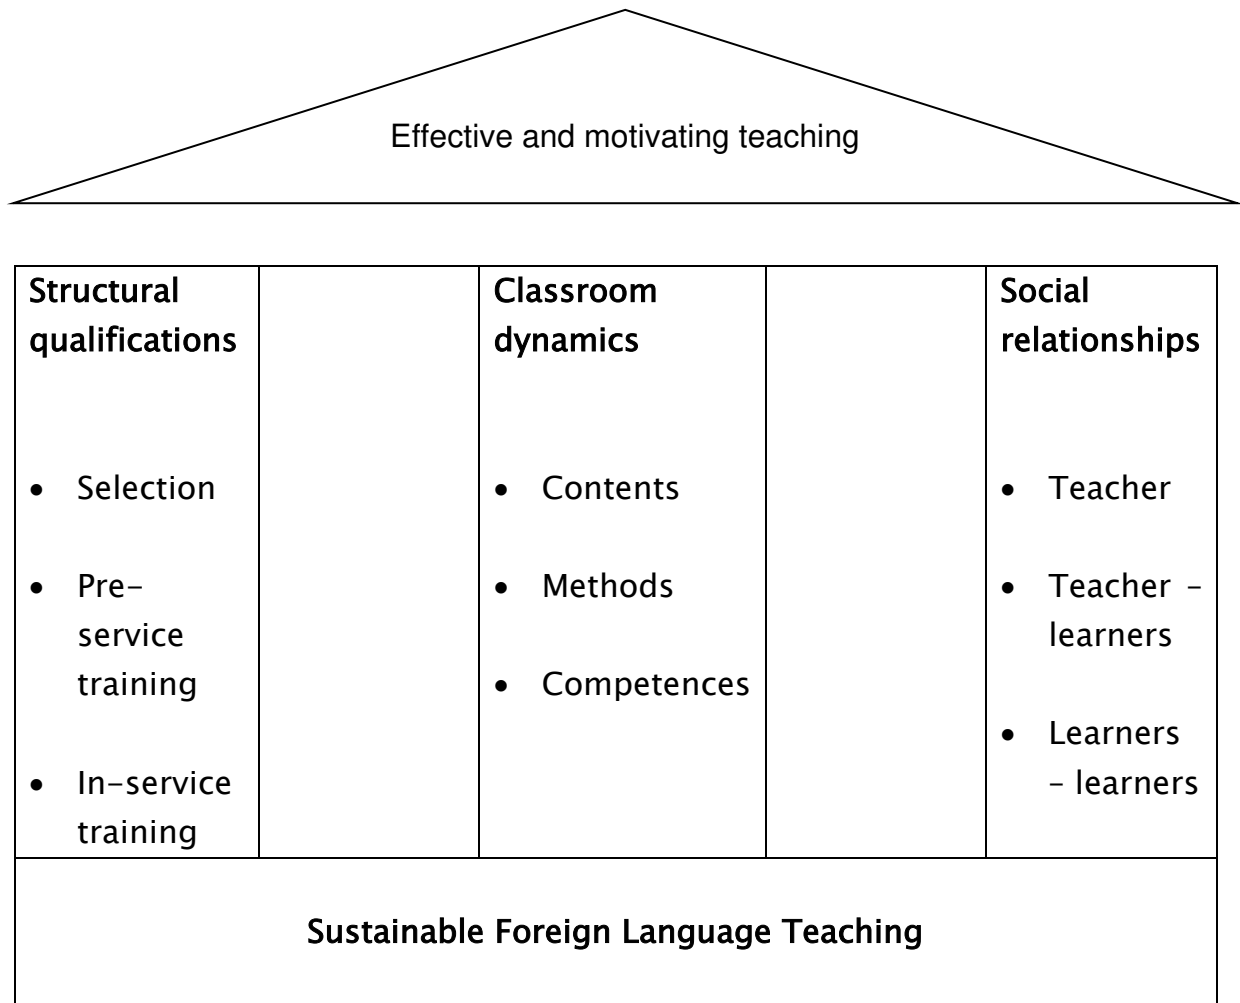 Effective and motivating teaching
Structural
qualifications
• Selection
• Pre-
service
training
• In-service
training
Classroom
dynamics
• Contents
• Methods
• Competences
Social
relationships
• Teacher
• Teacher -
learners
• Learners
- learners
Sustainable Foreign Language Teaching